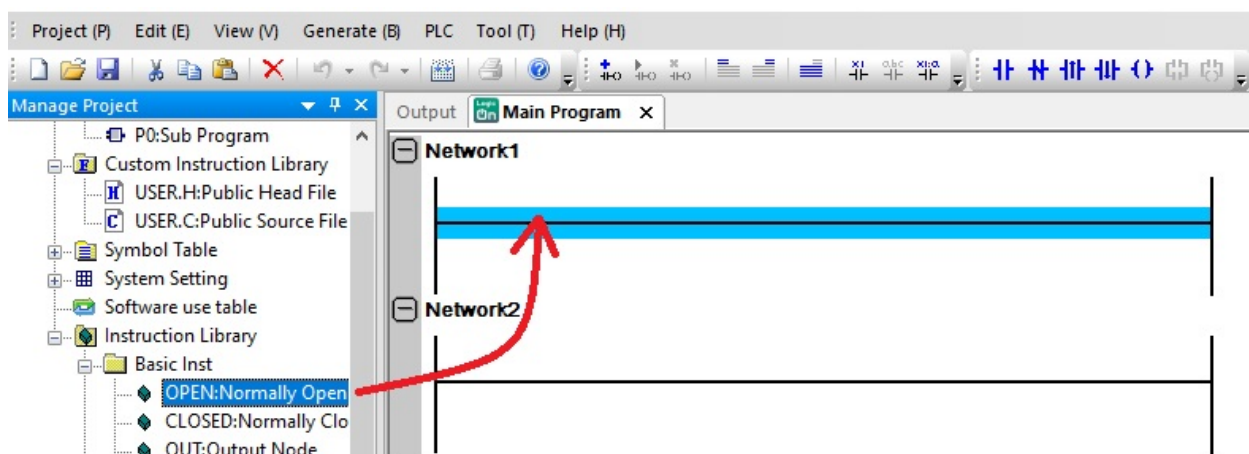 Project (P) Edit (E) View (V) Generate (B) PLC Tool (T) Help (H)
Manage Project
Output Main Program X
P0:Sub Program
Custom Instruction Library
USER.H:Public Head File
USER.C:Public Source File
Symbol Table
System Setting
Software use table
Instruction Library
Basic Inst
OPEN:Normally Open
CLOSED:Normally Clo
OUT:Output Node
Network1
Network2